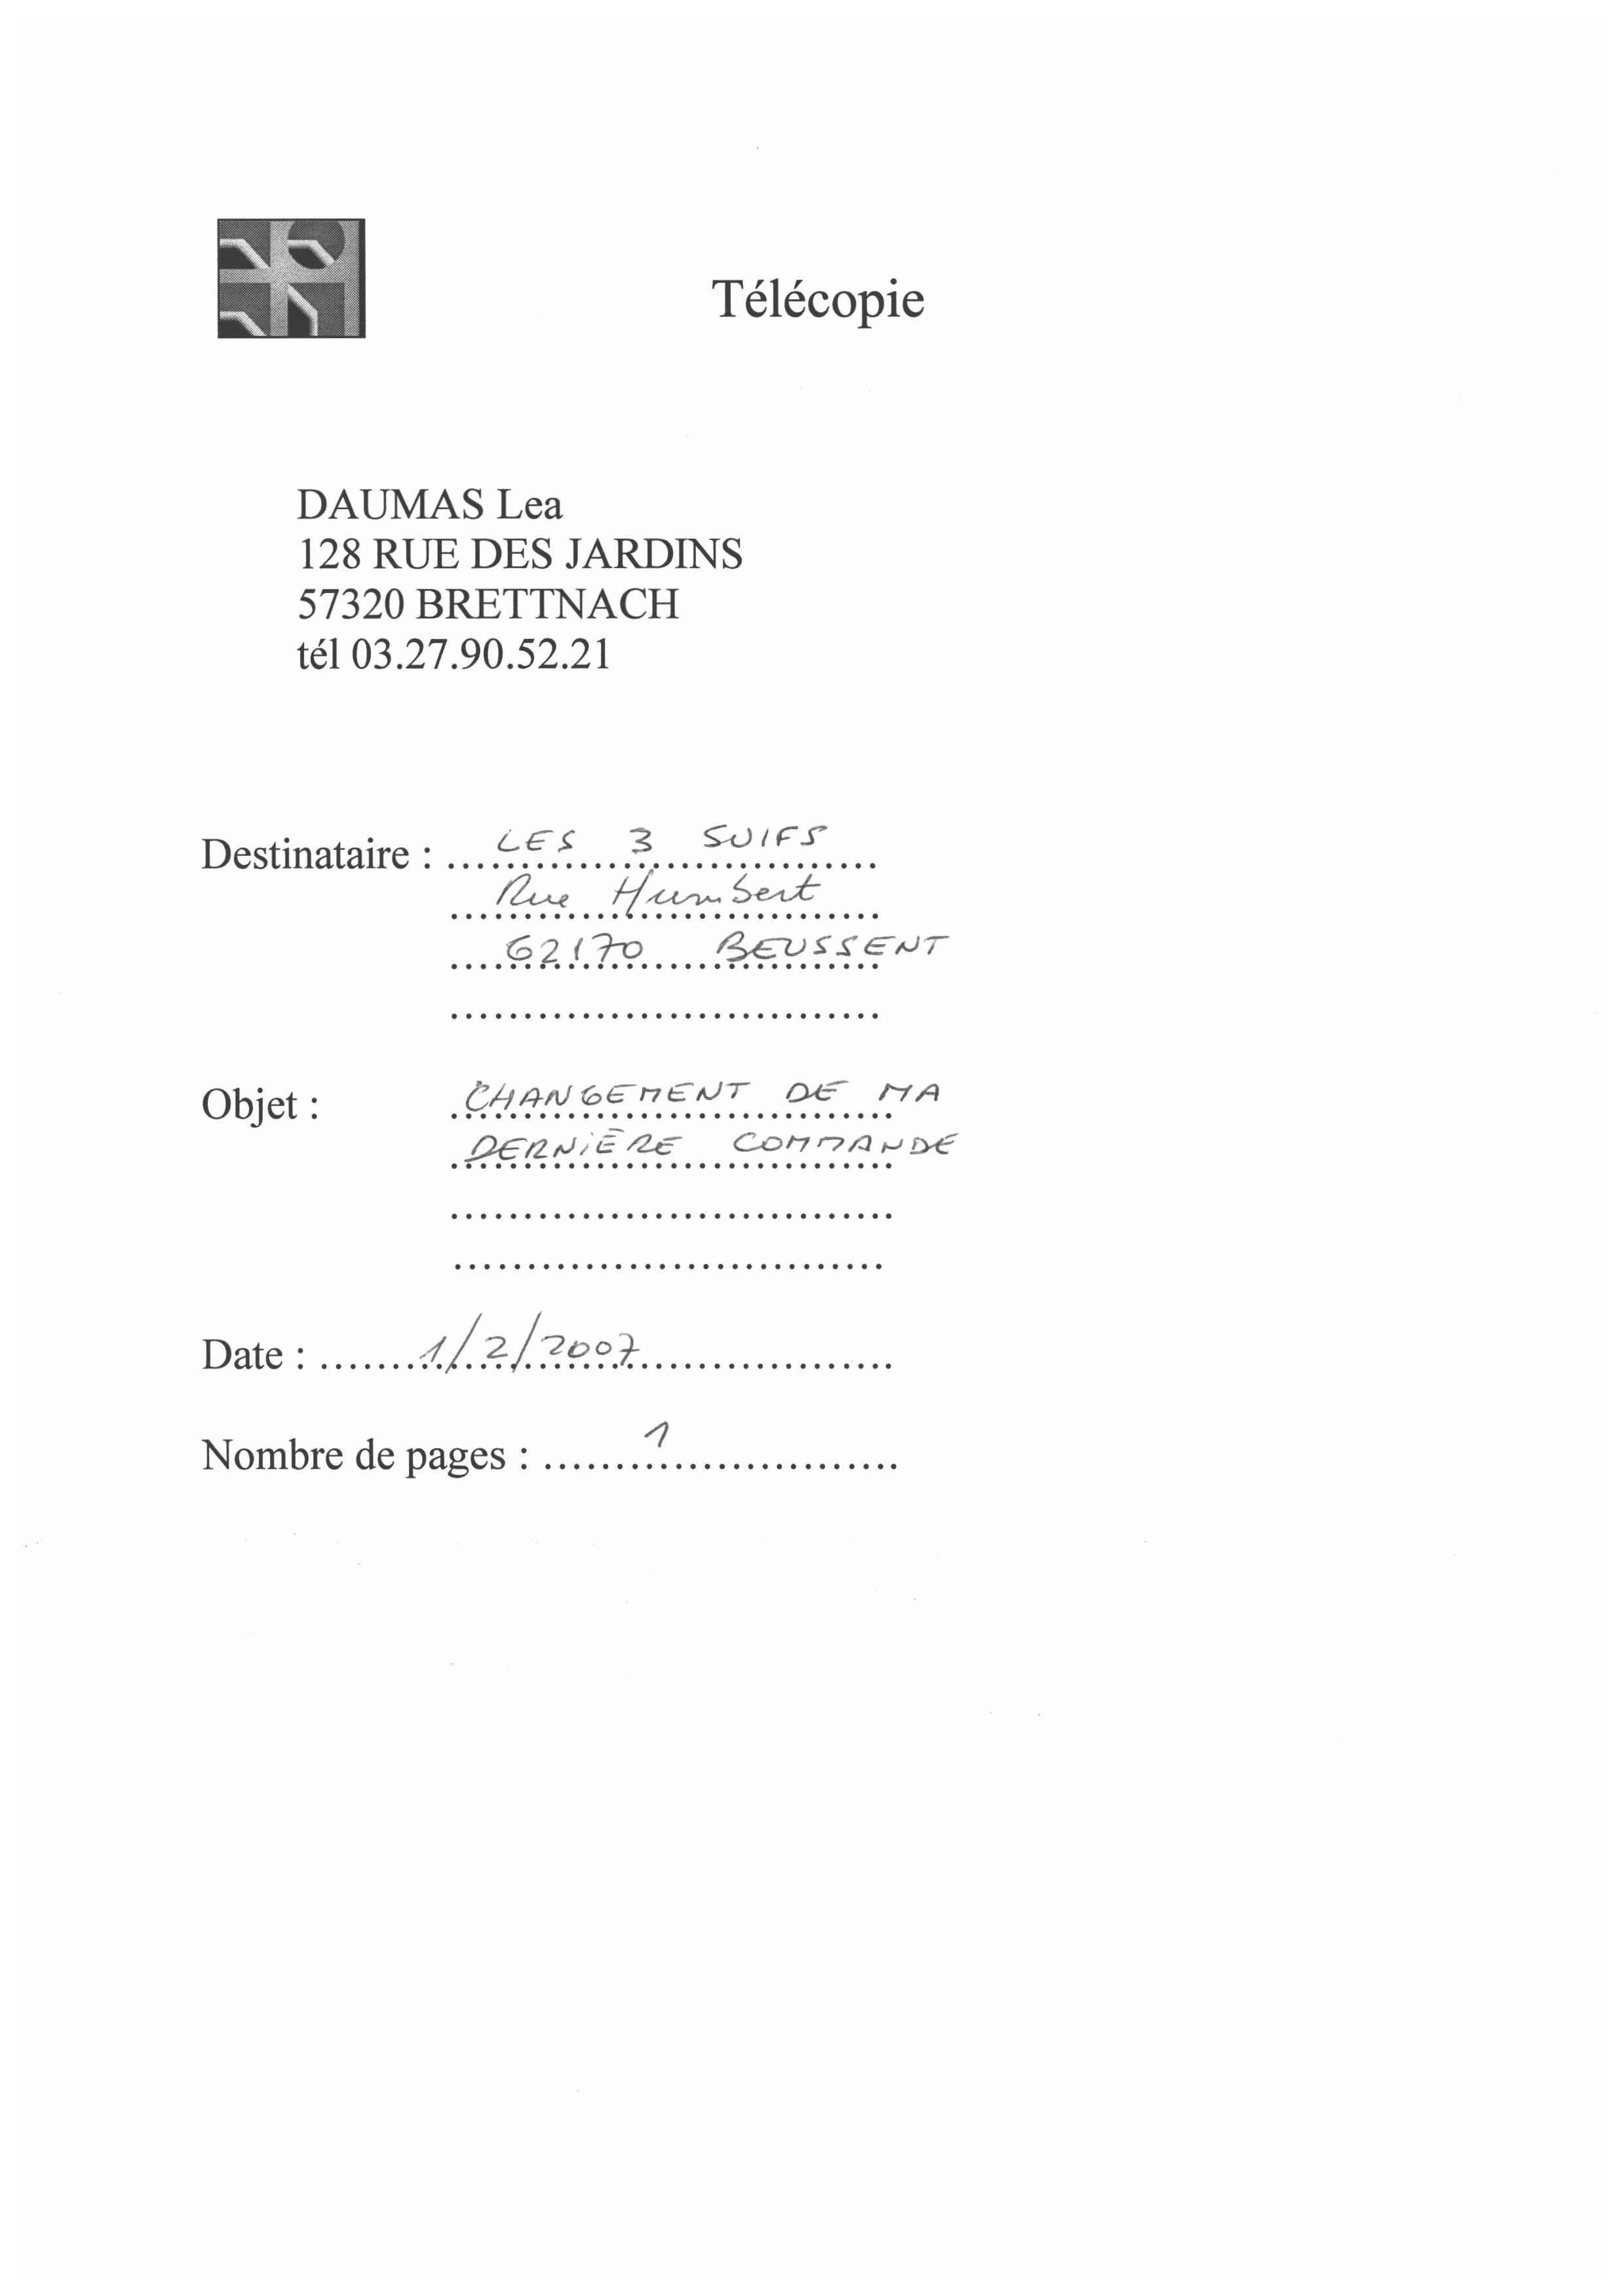 Télécopie
DAUMAS Lea
128 RUE DES JARDINS
57320 BRETTNACH
tél 03.27.90.52.21
Destinataire : LES 3 SUIFS
Rue Humbert
62170 BEUSSENT
Objet : CHANGEMENT DE MA
DERNIÈRE COMMANDE
Date : 1/2/2007
Nombre de pages : 1